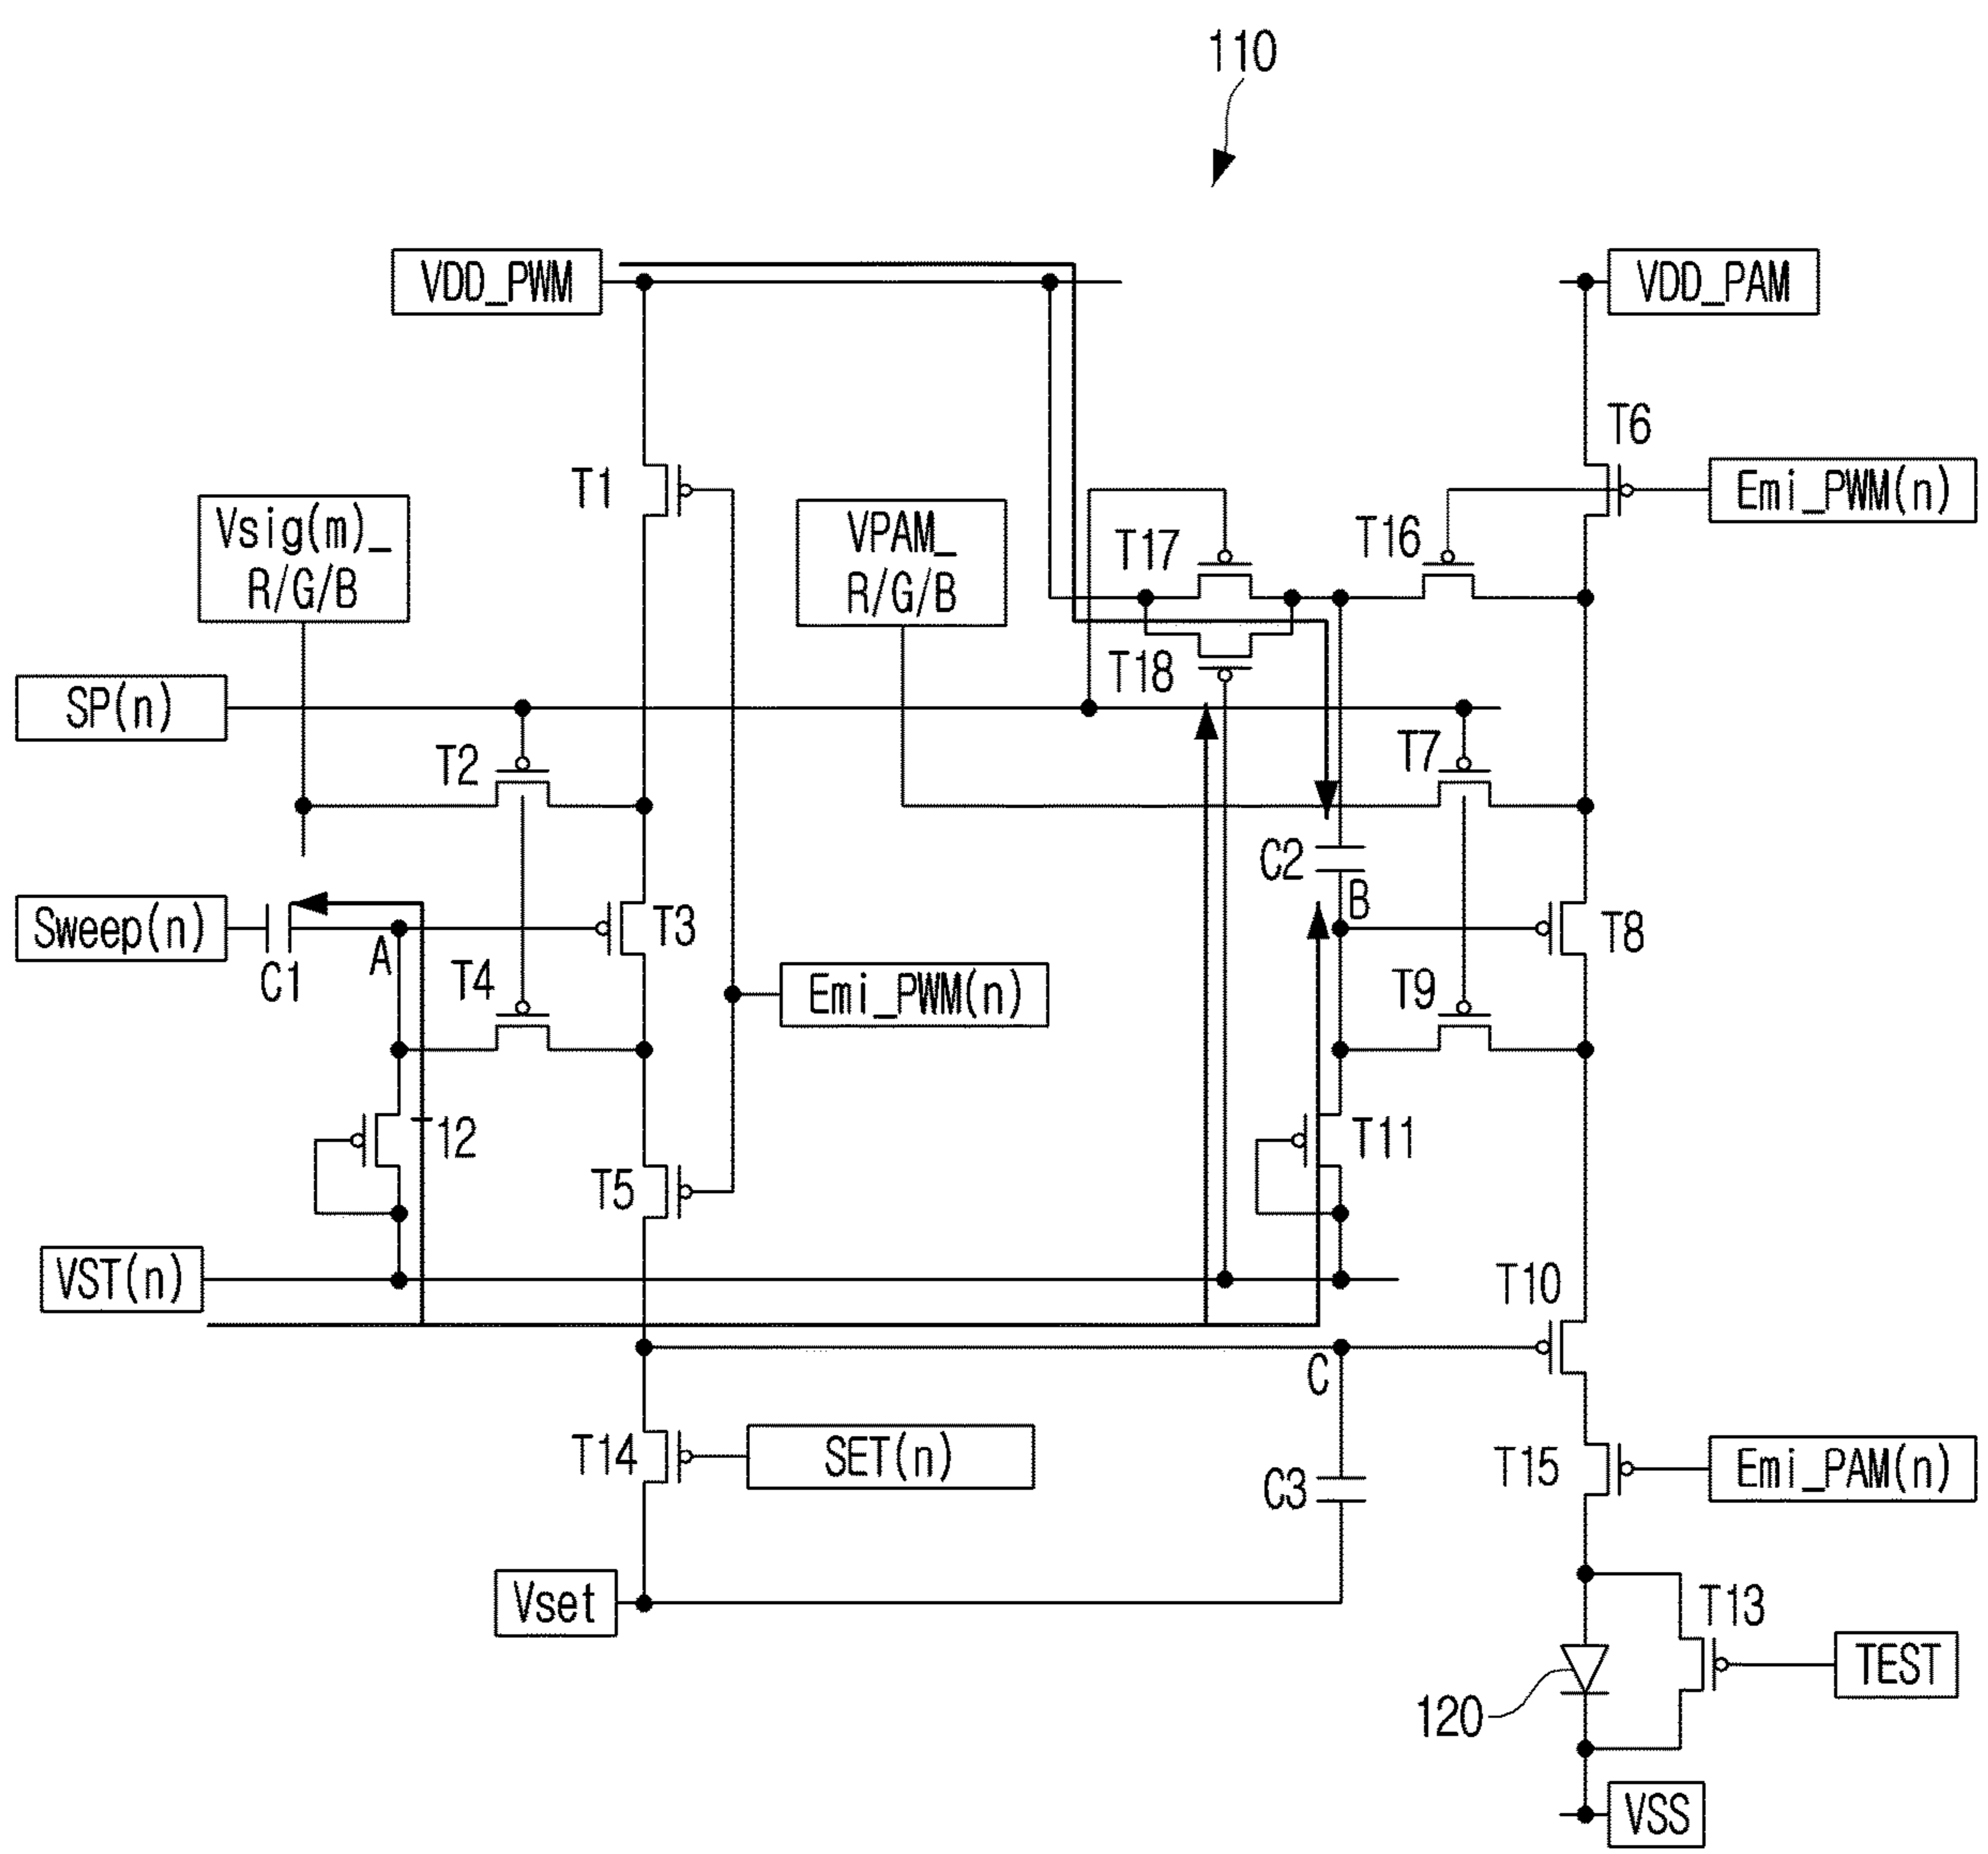 110
VDD_PWM
VDD_PAM
T6
T1
Emi_PWM(n)
Vsig(m)_
R/G/B
VPAM_
R/G/B
T17
T16
T18
SP(n)
T2
T7
C2
B
Sweep(n)
C1
A
T3
T8
T4
T9
Emi_PWM(n)
T12
T11
T5
VST(n)
T10
C
T14
SET(n)
C3
T15
Emi_PAM(n)
Vset
T13
TEST
120
VSS